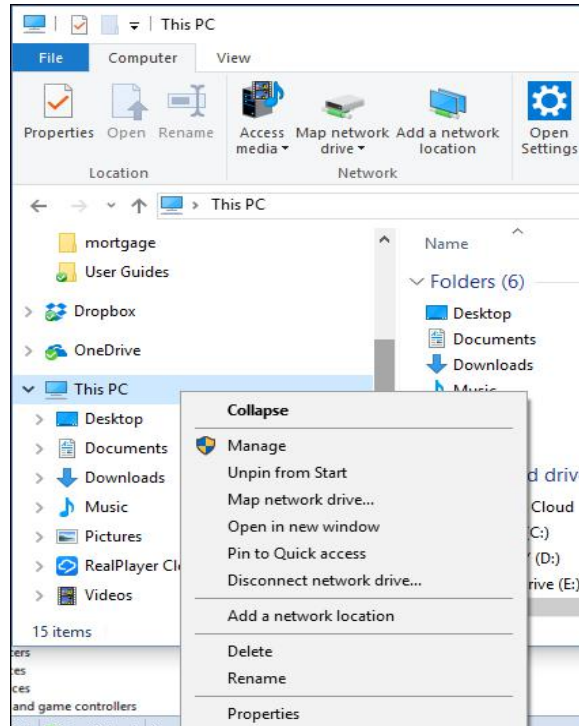 This PC
File Computer View
Properties Open Rename Access media Map network drive Add a network location Open Settings
Location Network
This PC
mortgage
User Guides
Dropbox
OneDrive
This PC
Desktop
Documents
Downloads
Music
Pictures
RealPlayer
Videos
15 items
Name
Folders (6)
Desktop
Documents
Downloads
Music
Cloud
(C:)
(D:)
(E:)
Collapse
Manage
Unpin from Start
Map network drive...
Open in new window
Pin to Quick access
Disconnect network drive...
Add a network location
Delete
Rename
Properties
and game controllers